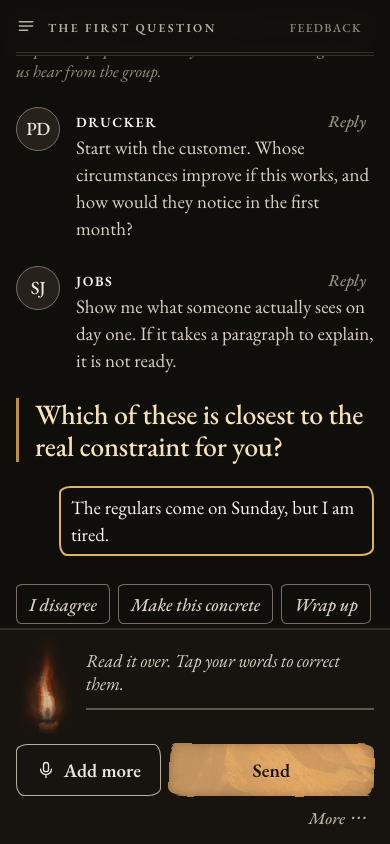 THE FIRST QUESTION
FEEDBACK
us hear from the group.
PD
DRUCKER
Reply
Start with the customer. Whose
circumstances improve if this works, and
how would they notice in the first
month?
SJ
JOBS
Reply
Show me what someone actually sees on
day one. If it takes a paragraph to explain,
it is not ready.
Which of these is closest to the
real constraint for you?
The regulars come on Sunday, but I am
tired.
I disagree
Make this concrete
Wrap up
Read it over. Tap your words to correct
them.
Add more
Send
More ···